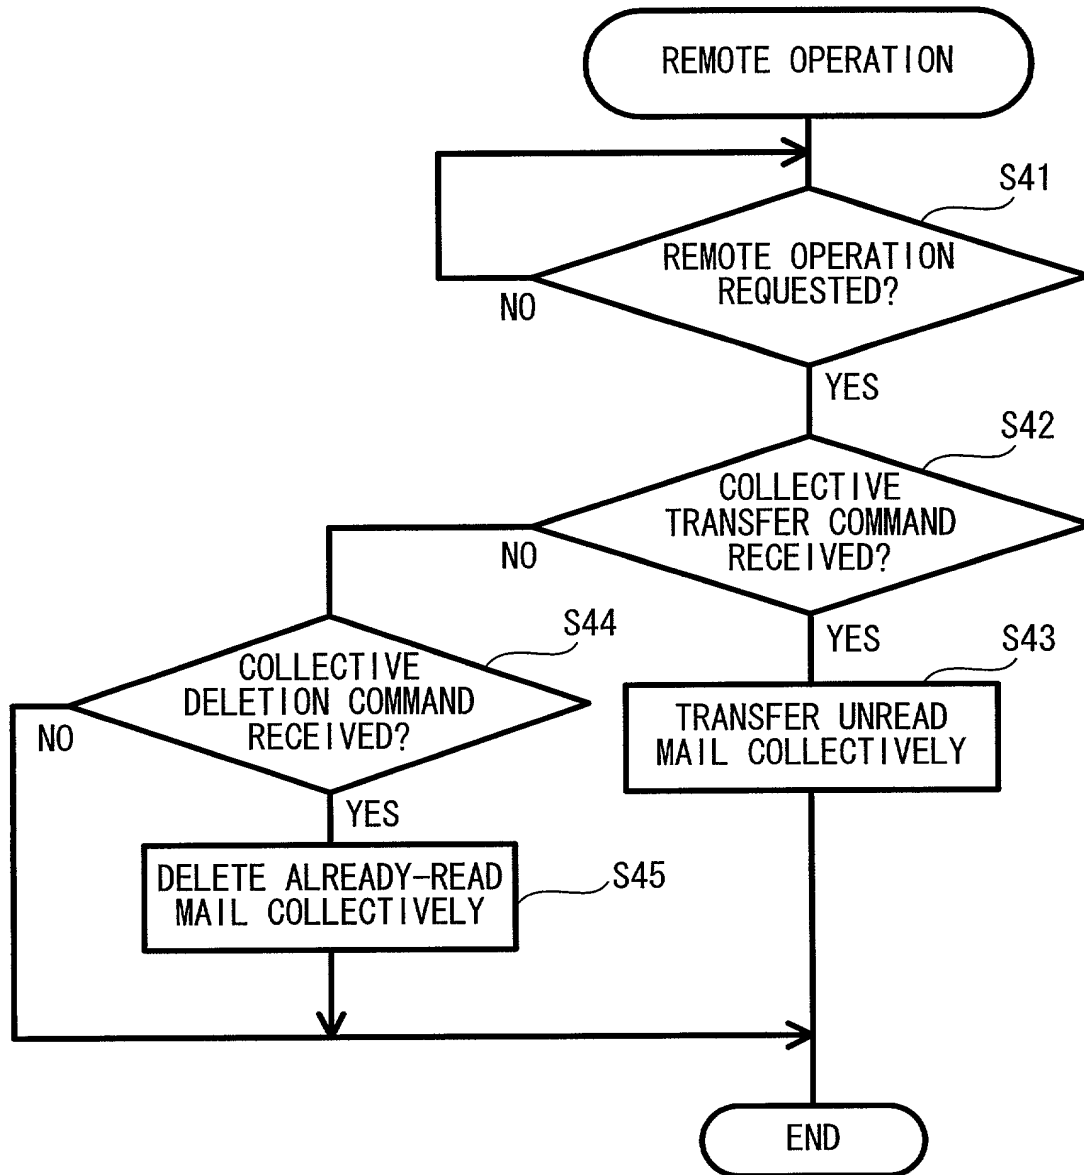 REMOTE OPERATION
S41
REMOTE OPERATION
REQUESTED?
NO
YES
S42
COLLECTIVE
TRANSFER COMMAND
RECEIVED?
NO
YES
S44
COLLECTIVE
DELETION COMMAND
RECEIVED?
NO
YES
S43
TRANSFER UNREAD
MAIL COLLECTIVELY
DELETE ALREADY-READ
MAIL COLLECTIVELY
S45
END